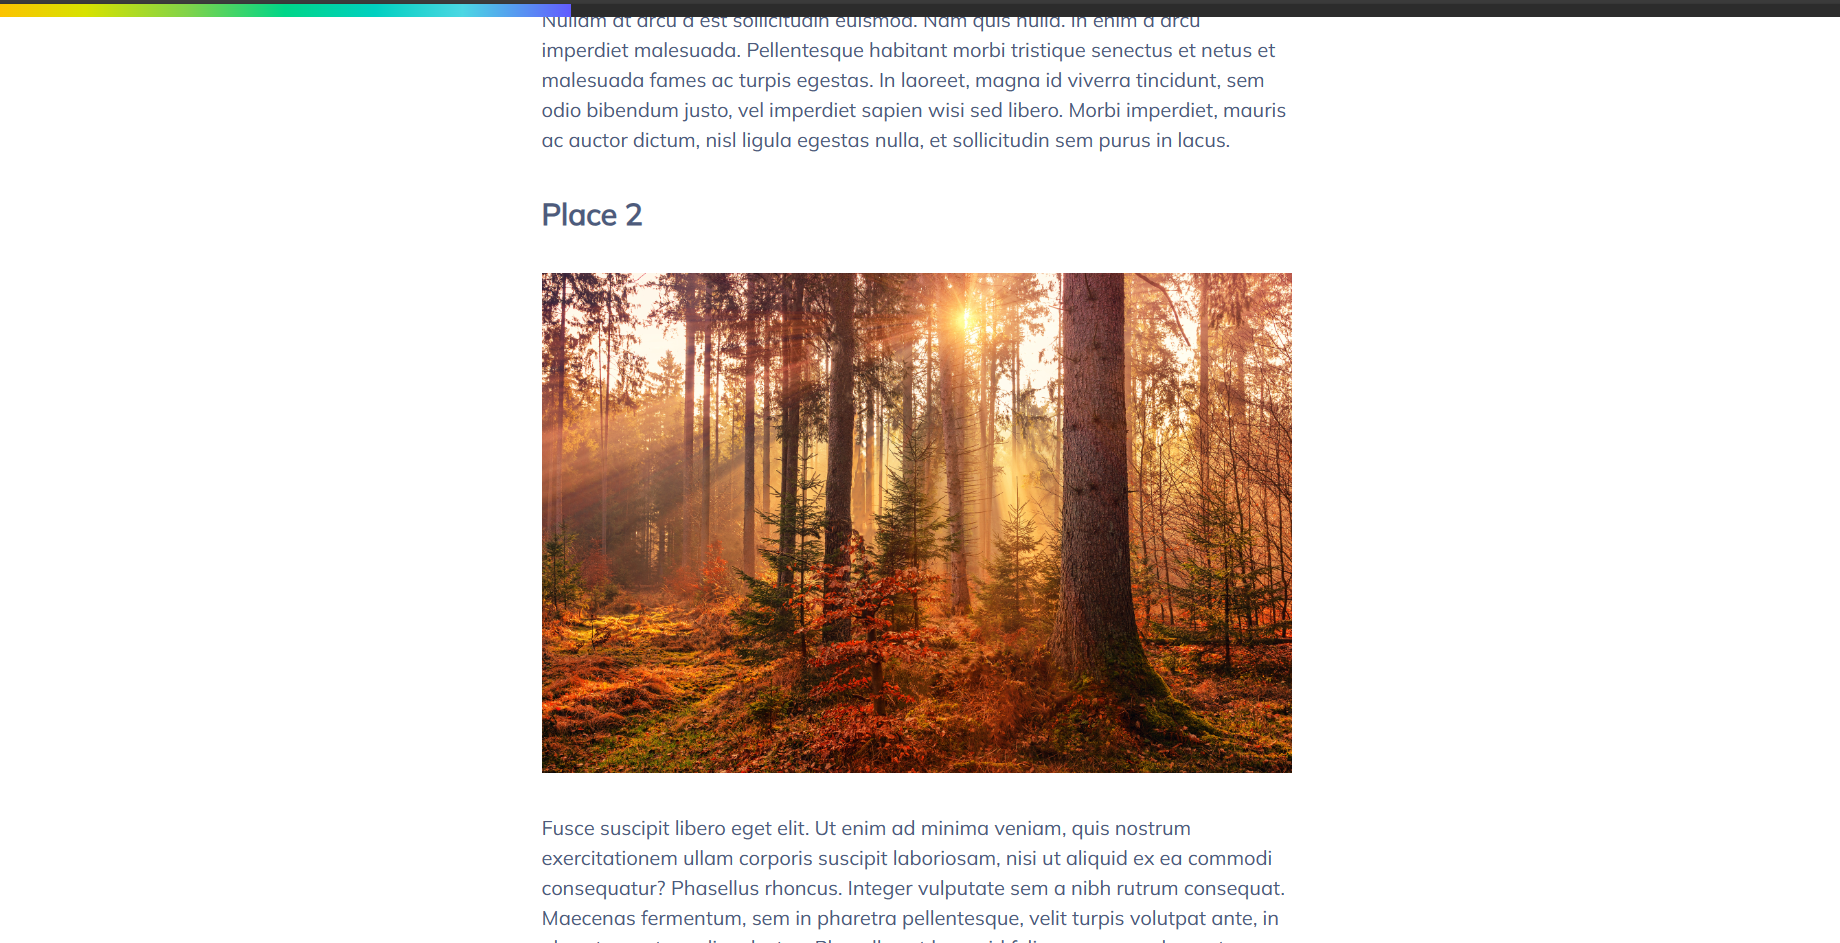 Nullam at arcu a est sollicitudin euismod. Nam quis nulla. In enim a arcu
imperdiet malesuada. Pellentesque habitant morbi tristique senectus et netus et
malesuada fames ac turpis egestas. In laoreet, magna id viverra tincidunt, sem
odio bibendum justo, vel imperdiet sapien wisi sed libero. Morbi imperdiet, mauris
ac auctor dictum, nisl ligula egestas nulla, et sollicitudin sem purus in lacus.
Place 2
Fusce suscipit libero eget elit. Ut enim ad minima veniam, quis nostrum
exercitationem ullam corporis suscipit laboriosam, nisi ut aliquid ex ea commodi
consequatur? Phasellus rhoncus. Integer vulputate sem a nibh rutrum consequat.
Maecenas fermentum, sem in pharetra pellentesque, velit turpis volutpat ante, in